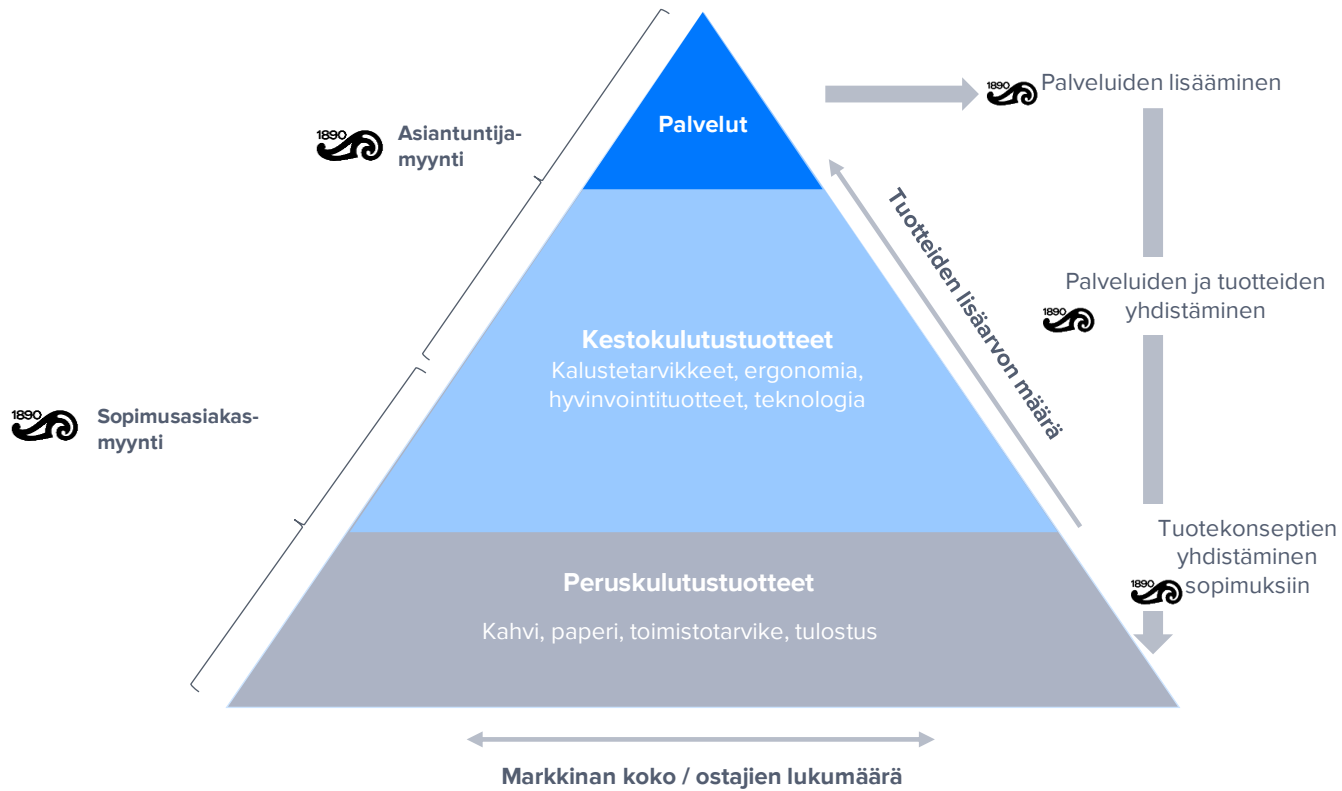 1890
Palveluiden lisääminen
Palvelut
1890
Asiantuntija-
myynti
Tuotteiden lisäarvon määrä
Palveluiden ja tuotteiden
1890
yhdistäminen
Kestokulutustuotteet
Kalustetarvikkeet, ergonomia,
hyvinvointituotteet, teknologia
1890
Sopimusasiakas-
myynti
Tuotekonseptien
yhdistäminen
1890
sopimuksiin
Peruskulutustuotteet
Kahvi, paperi, toimistotarvike, tulostus
Markkinan koko / ostajien lukumäärä